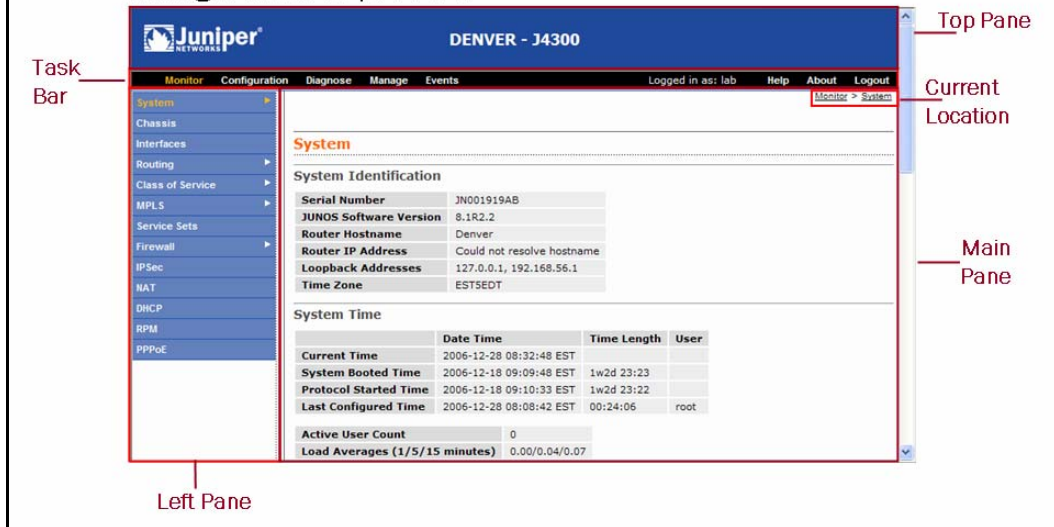 Juniper®
NETWORKS
DENVER - J4300
Top Pane
Task
Bar
Monitor Configuration Diagnose Manage Events Logged in as: lab Help About Logout
Monitor > System
Current
Location
System
Chassis
Interfaces
Routing
Class of Service
MPLS
Service Sets
Firewall
IPSec
NAT
DHCP
RPM
PPPoE
System
System Identification
Serial Number JN001919AB
JUNOS Software Version 8.1R2.2
Router Hostname Denver
Router IP Address Could not resolve hostname
Loopback Addresses 127.0.0.1, 192.168.56.1
Time Zone EST5EDT
Main
Pane
System Time
Date Time Time Length User
Current Time 2006-12-28 08:32:48 EST
System Booted Time 2006-12-18 09:09:48 EST 1w2d 23:23
Protocol Started Time 2006-12-18 09:10:33 EST 1w2d 23:22
Last Configured Time 2006-12-28 08:08:42 EST 00:24:06 root
Active User Count 0
Load Averages (1/5/15 minutes) 0.00/0.04/0.07
Left Pane